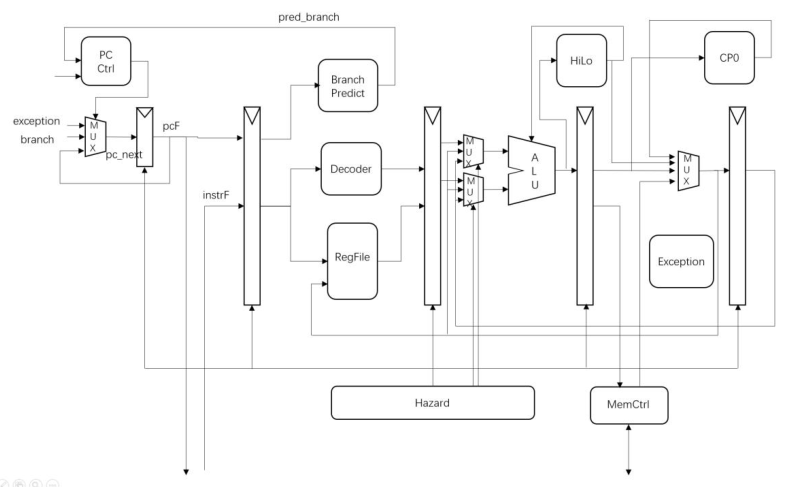 pred_branch
PC
Ctrl
HiLo
CP0
Branch
Predict
exception
branch
M
U
X
pcF
pc_next
instrF
Decoder
RegFile
M
U
X
M
U
X
A
L
U
M
U
X
Exception
Hazard
MemCtrl